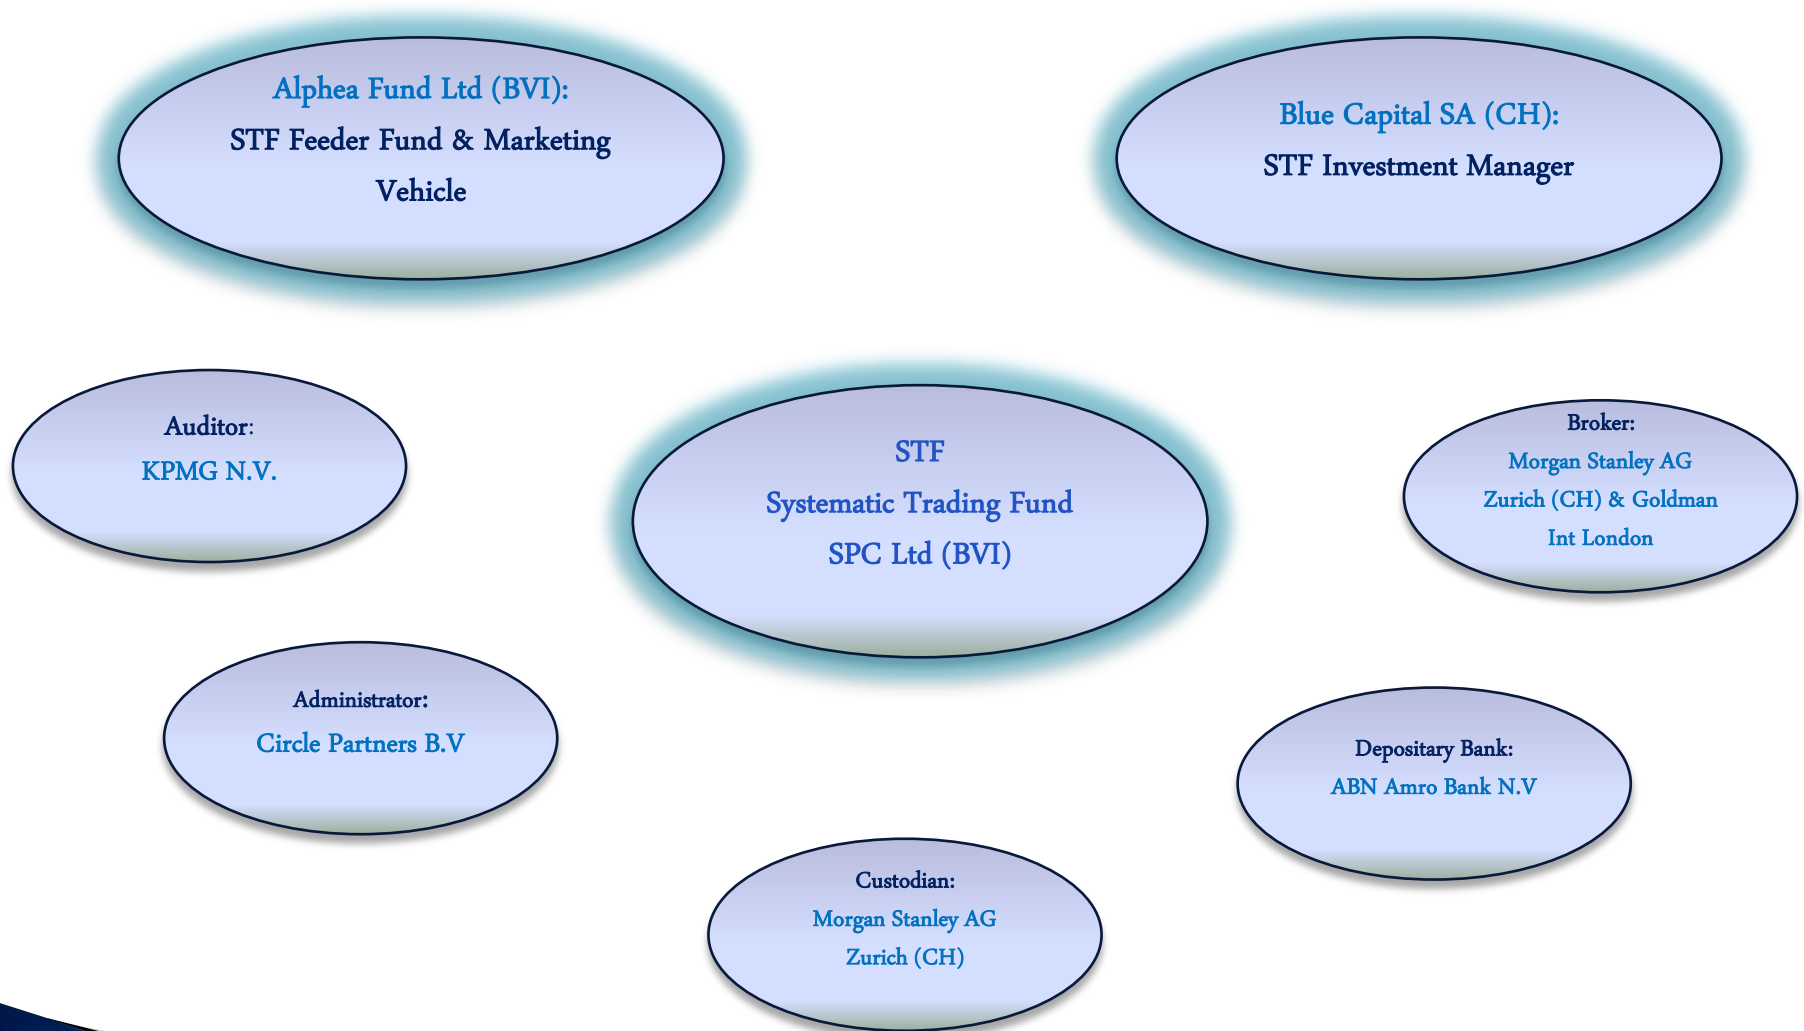 Alphea Fund Ltd (BVI):
STF Feeder Fund & Marketing
Vehicle
Blue Capital SA (CH):
STF Investment Manager
Auditor:
KPMG N.V.
STF
Systematic Trading Fund
SPC Ltd (BVI)
Broker:
Morgan Stanley AG
Zurich (CH) & Goldman
Int London
Administrator:
Circle Partners B.V
Depositary Bank:
ABN Amro Bank N.V
Custodian:
Morgan Stanley AG
Zurich (CH)